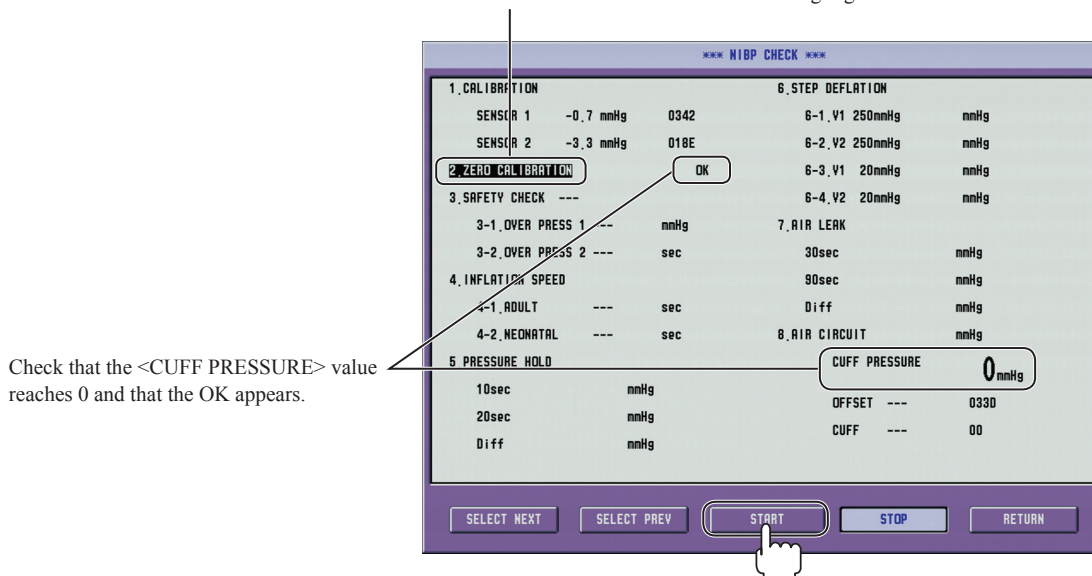 *** NIBP CHECK ***
1.CALIBRATION
SENSOR 1 -0.7 mmHg 0342
SENSOR 2 -3.3 mmHg 018E
2.ZERO CALIBRATION OK
3.SAFETY CHECK ---
3-1.OVER PRESS 1 --- mmHg
3-2.OVER PRESS 2 --- sec
4.INFLATION SPEED
4-1.ADULT --- sec
4-2.NEONATAL --- sec
5.PRESSURE HOLD
10sec mmHg
20sec mmHg
Diff mmHg
6.STEP DEFLATION
6-1.V1 250mmHg mmHg
6-2.V2 250mmHg mmHg
6-3.V1 20mmHg mmHg
6-4.V2 20mmHg mmHg
7.AIR LEAK
30sec mmHg
90sec mmHg
Diff mmHg
8.AIR CIRCUIT mmHg
CUFF PRESSURE 0 mmHg
OFFSET --- 033D
CUFF --- 00
SELECT NEXT SELECT PREV START STOP RETURN
Check that the <CUFF PRESSURE> value
reaches 0 and that the OK appears.